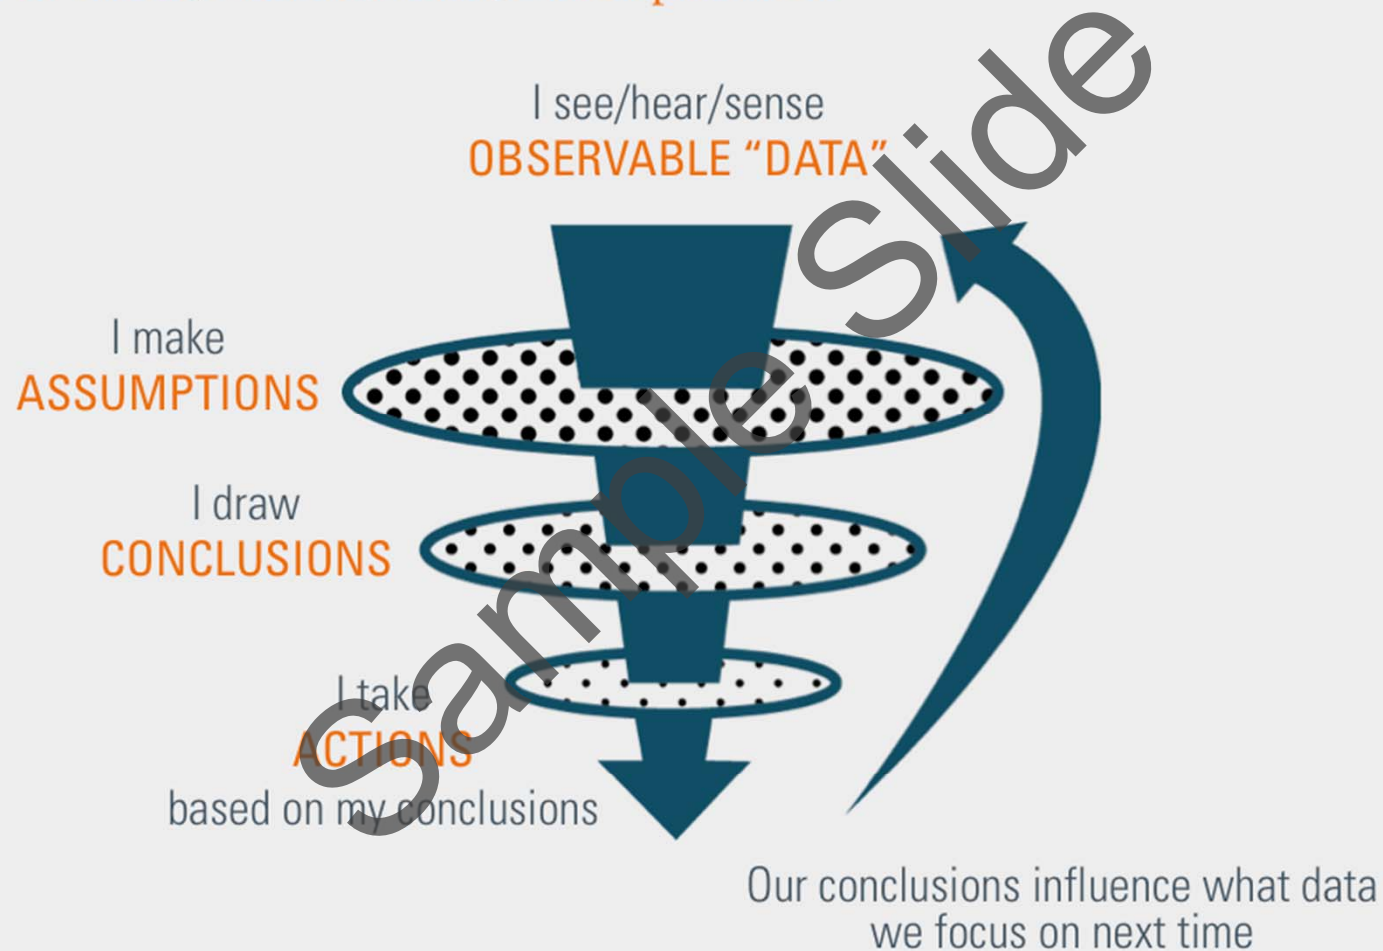 I see/hear/sense
OBSERVABLE “DATA”
I make
ASSUMPTIONS
I draw
CONCLUSIONS
I take
ACTIONS
based on my conclusions
Our conclusions influence what data
we focus on next time
Sample Slide